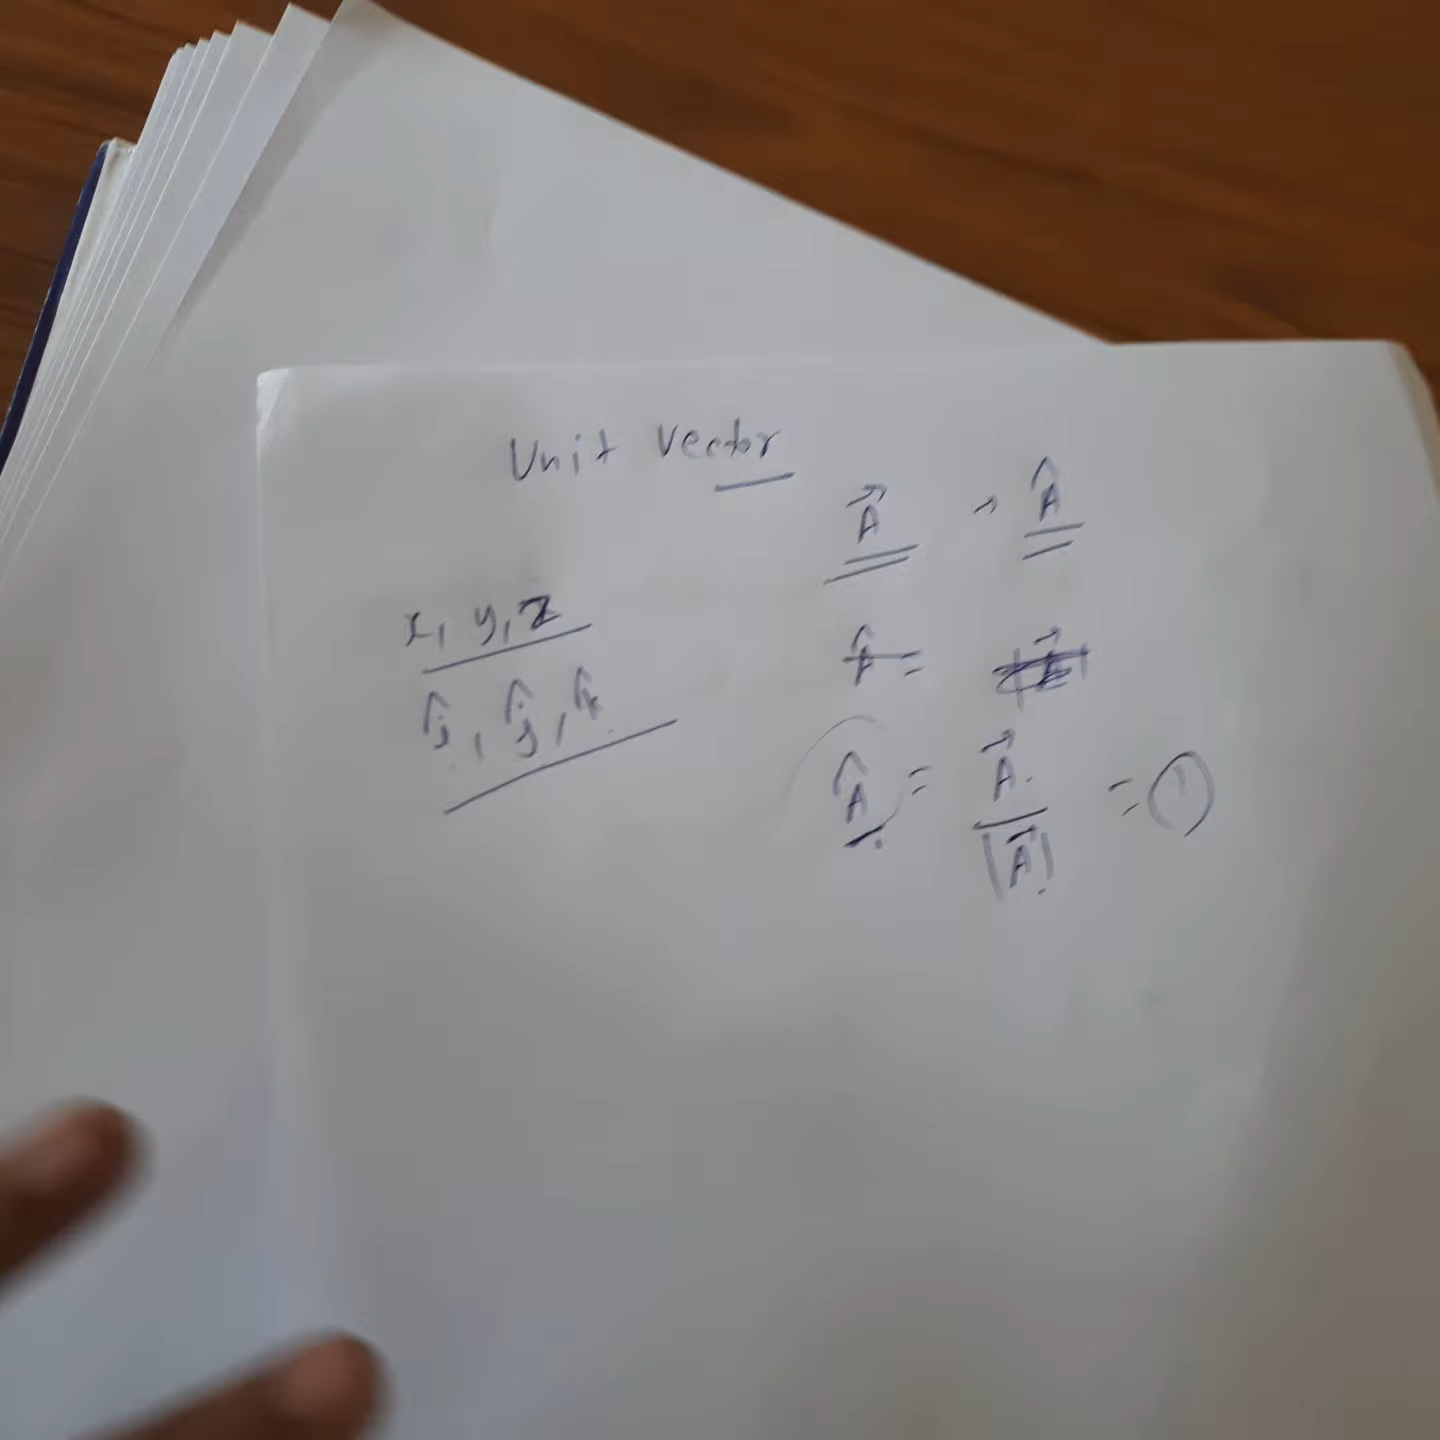 Unit Vector
A⃗ → Â
x, y, z
î, ĵ, k̂
Â =
Â = A⃗ / |A⃗| = 1